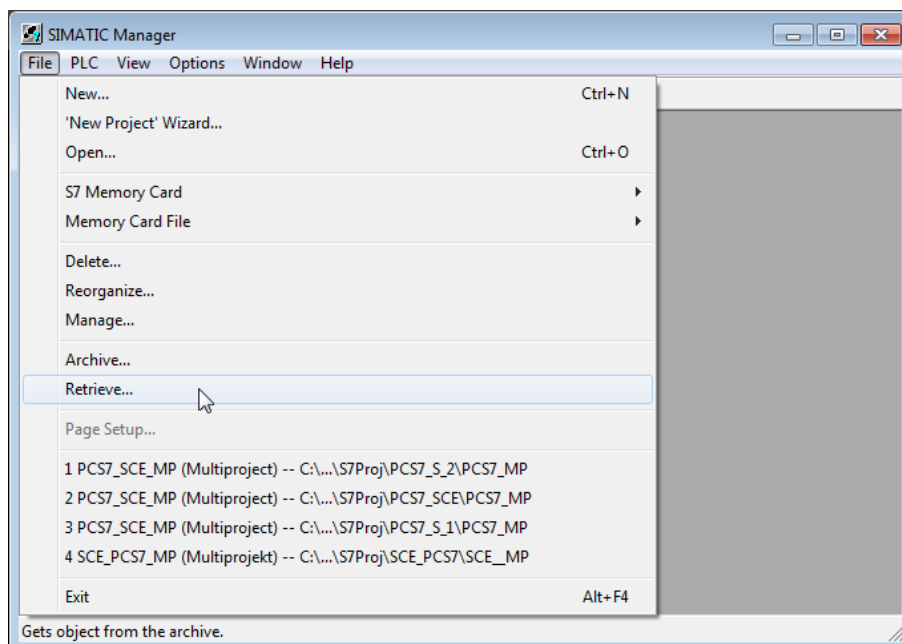 SIMATIC Manager
File PLC View Options Window Help
New... Ctrl+N
'New Project' Wizard...
Open... Ctrl+O
S7 Memory Card
Memory Card File
Delete...
Reorganize...
Manage...
Archive...
Retrieve...
Page Setup...
1 PCS7_SCE_MP (Multiproject) -- C:\...\S7Proj\PCS7_S_2\PCS7_MP
2 PCS7_SCE_MP (Multiproject) -- C:\...\S7Proj\PCS7_SCE\PCS7_MP
3 PCS7_SCE_MP (Multiproject) -- C:\...\S7Proj\PCS7_S_1\PCS7_MP
4 SCE_PCS7_MP (Multiprojekt) -- C:\...\S7Proj\SCE_PCS7\SCE__MP
Exit Alt+F4
Gets object from the archive.